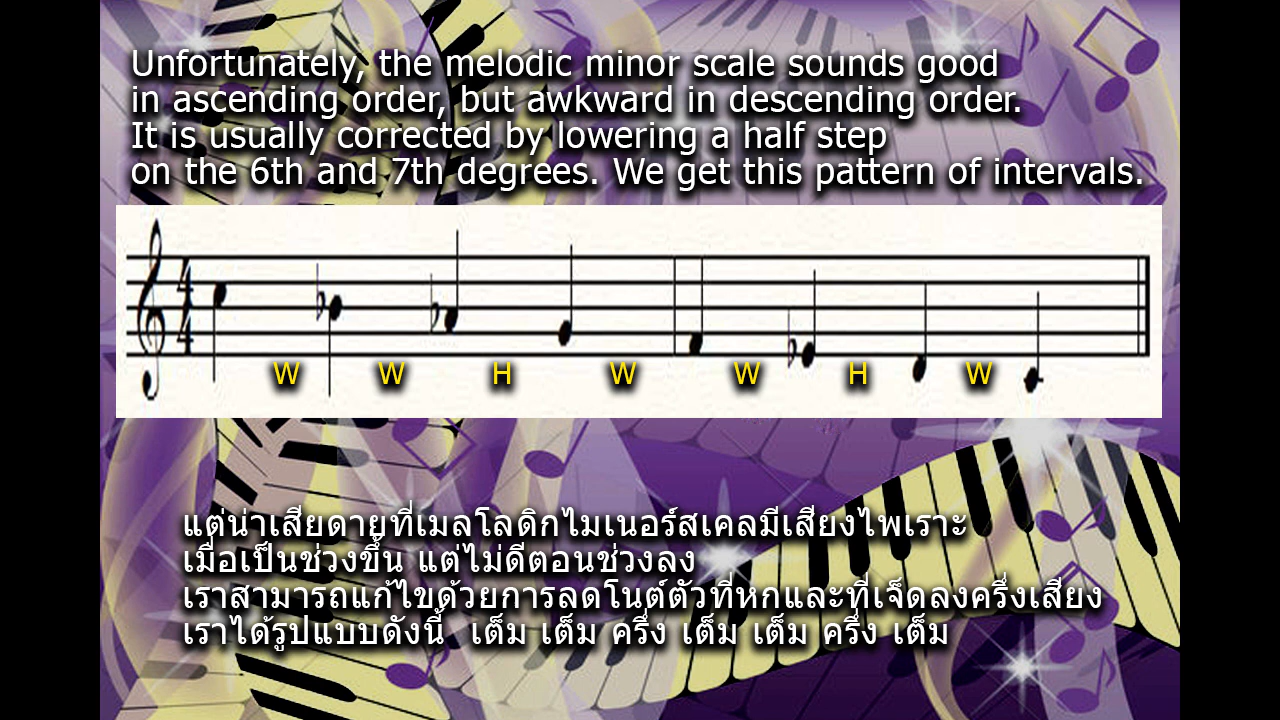 Unfortunately, the melodic minor scale sounds good
in ascending order, but awkward in descending order.
It is usually corrected by lowering a half step
on the 6th and 7th degrees. We get this pattern of intervals.
4
4
W W H W W H W
แต่น่าเสียดายที่เมลโลดิกไมเนอร์สเคลมีเสียงไพเราะ
เมื่อเป็นช่วงขึ้น แต่ไม่ดีตอนช่วงลง
เราสามารถแก้ไขด้วยการลดโนต์ตัวที่หกและที่เจ็ดลงครึ่งเสียง
เราได้รูปแบบดังนี้ เต็ม เต็ม ครึ่ง เต็ม เต็ม ครึ่ง เต็ม